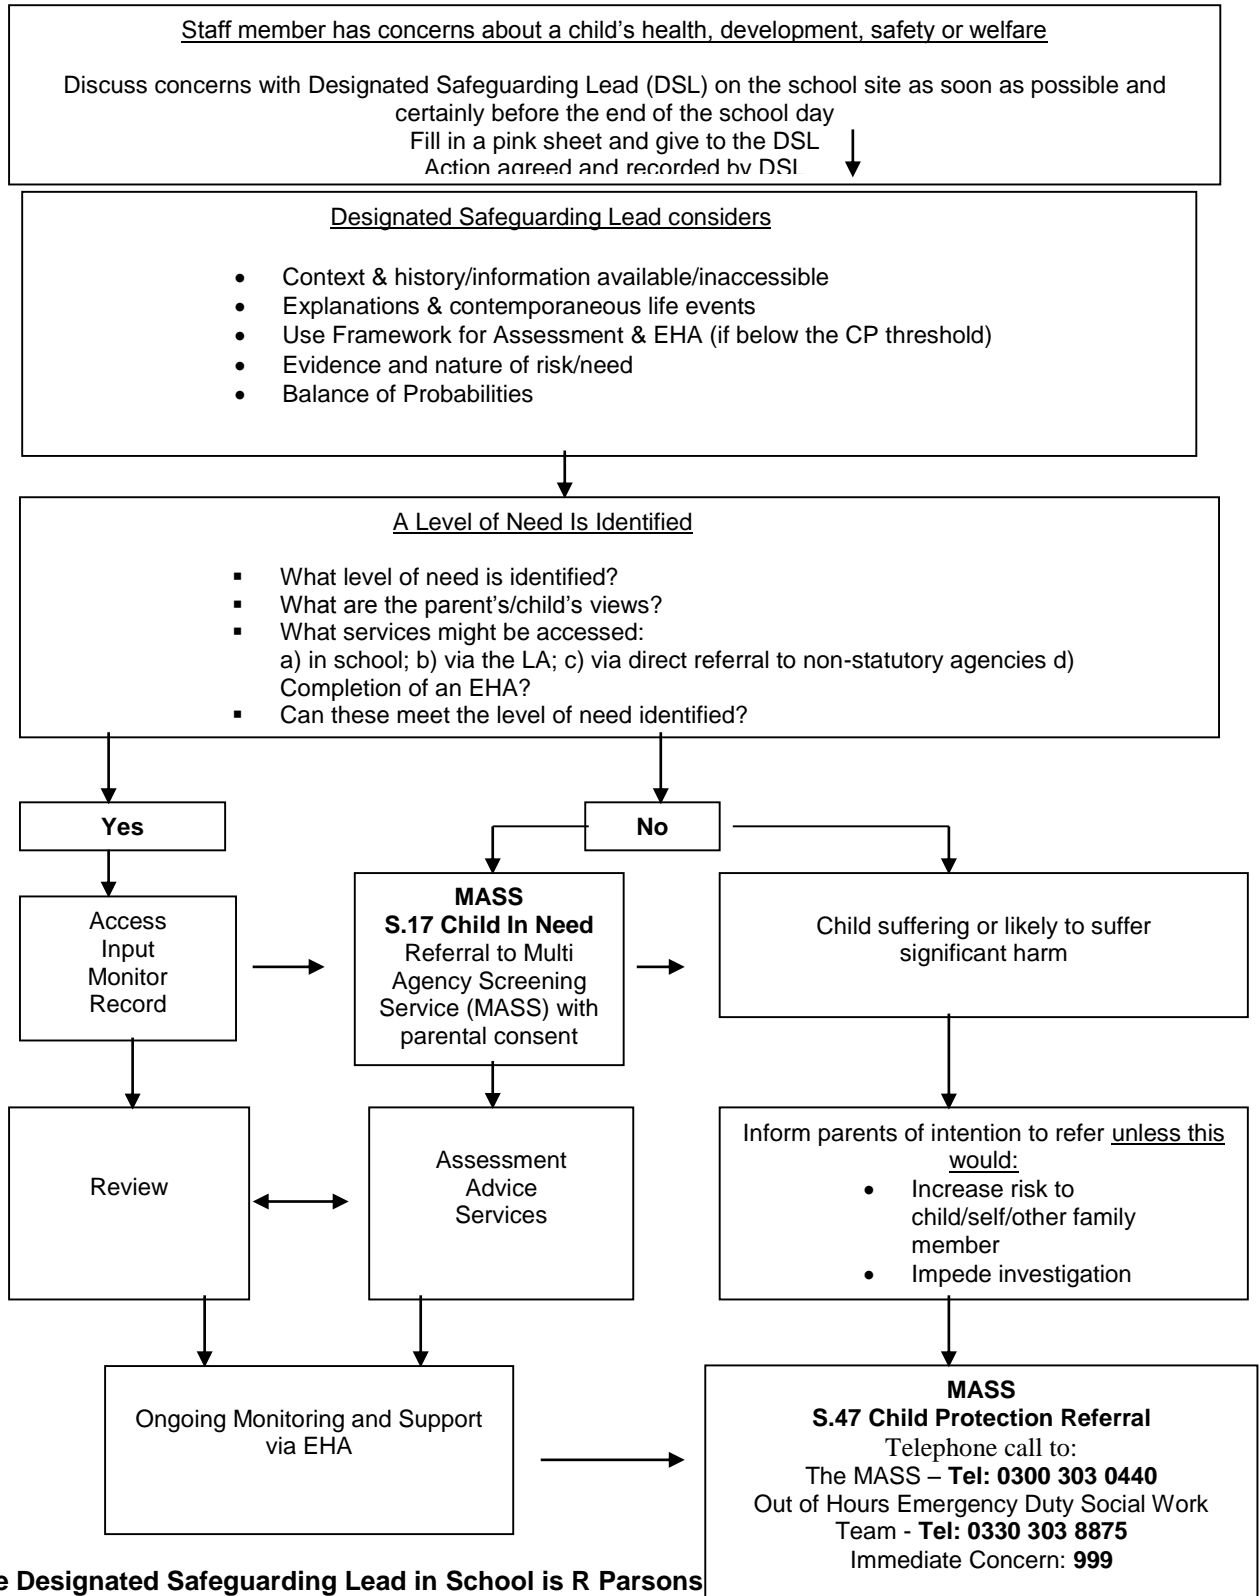 Staff member has concerns about a child's health, development, safety or welfare
Discuss concerns with Designated Safeguarding Lead (DSL) on the school site as soon as possible and
certainly before the end of the school day
Fill in a pink sheet and give to the DSL
Action agreed and recorded by DSL
Designated Safeguarding Lead considers
• Context & history/information available/inaccessible
• Explanations & contemporaneous life events
• Use Framework for Assessment & EHA (if below the CP threshold)
• Evidence and nature of risk/need
• Balance of Probabilities
A Level of Need Is Identified
▪ What level of need is identified?
▪ What are the parent's/child's views?
▪ What services might be accessed:
a) in school; b) via the LA; c) via direct referral to non-statutory agencies d)
Completion of an EHA?
▪ Can these meet the level of need identified?
Yes
No
Access
Input
Monitor
Record
MASS
S.17 Child In Need
Referral to Multi
Agency Screening
Service (MASS) with
parental consent
Child suffering or likely to suffer
significant harm
Review
Assessment
Advice
Services
Inform parents of intention to refer unless this
would:
• Increase risk to
child/self/other family
member
• Impede investigation
Ongoing Monitoring and Support
via EHA
MASS
S.47 Child Protection Referral
Telephone call to:
The MASS – Tel: 0300 303 0440
Out of Hours Emergency Duty Social Work
Team - Tel: 0330 303 8875
Immediate Concern: 999
e Designated Safeguarding Lead in School is R Parsons